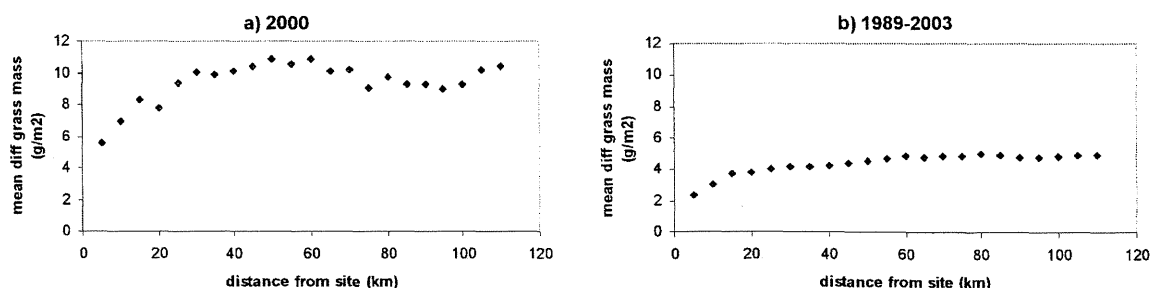 a) 2000
12
10
8
6
4
2
0
0 20 40 60 80 100 120
mean diff grass mass
(g/m2)
distance from site (km)
b) 1989-2003
12
10
8
6
4
2
0
0 20 40 60 80 100 120
mean diff grass mass
(g/m2)
distance from site (km)